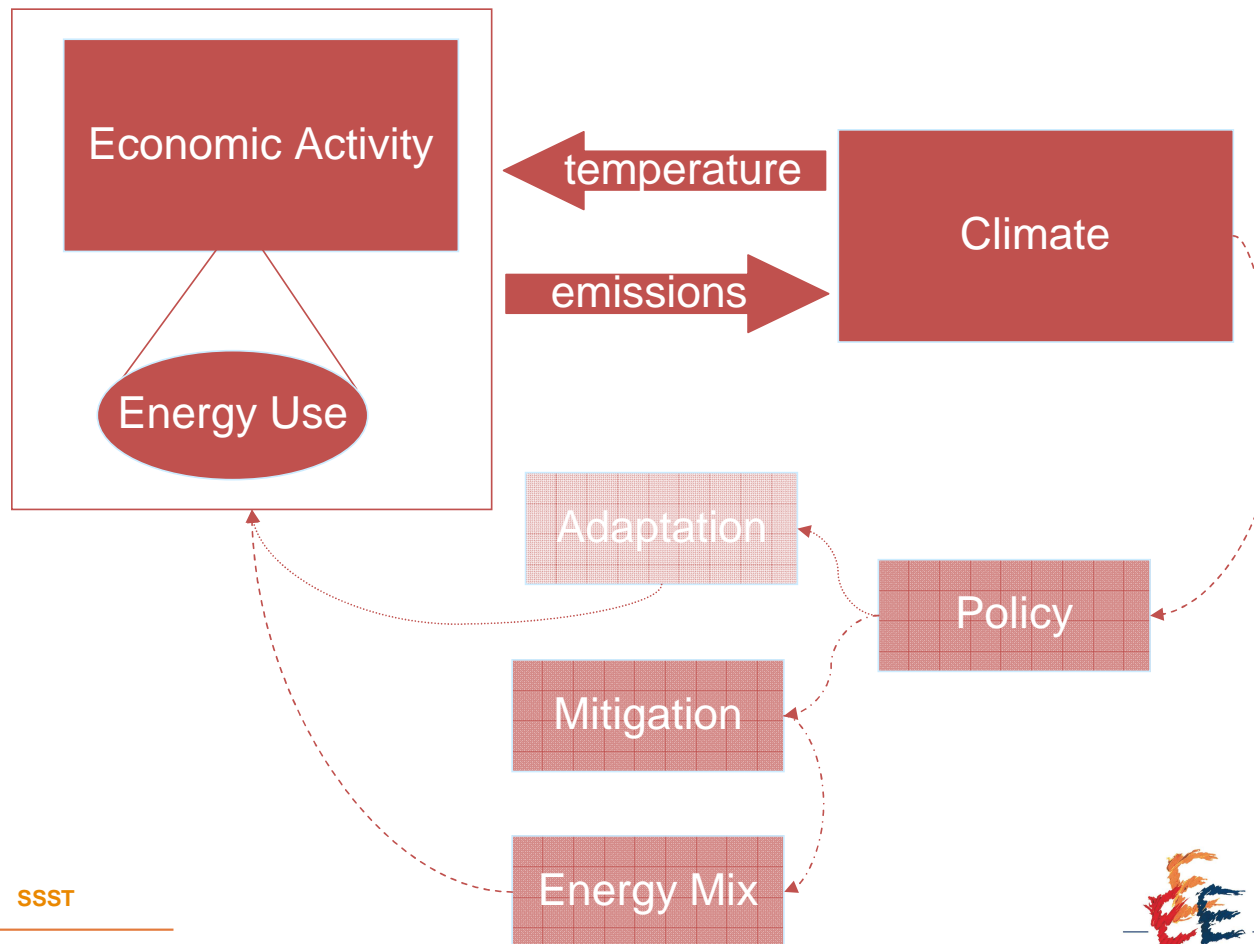 Economic Activity
temperature
Climate
emissions
Energy Use
Adaptation
Policy
Mitigation
Energy Mix
SSST